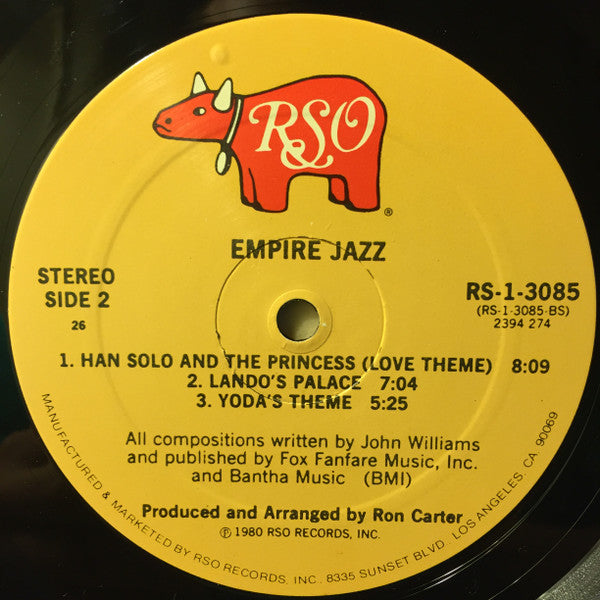 RSO
®
EMPIRE JAZZ
STEREO
SIDE 2
26
RS-1-3085
(RS-1-3085-BS)
2394 274
1. HAN SOLO AND THE PRINCESS (LOVE THEME) 8:09
2. LANDO'S PALACE 7:04
3. YODA'S THEME 5:25
All compositions written by John Williams
and published by Fox Fanfare Music, Inc.
and Bantha Music (BMI)
Produced and Arranged by Ron Carter
℗ 1980 RSO RECORDS, INC.
MANUFACTURED & MARKETED BY RSO RECORDS, INC. 8335 SUNSET BLVD. LOS ANGELES, CA 90069